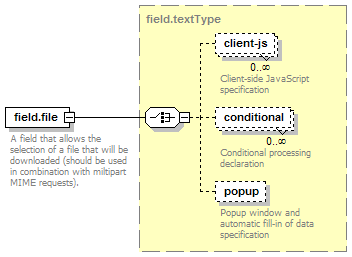 field.textType
client-js
0..∞
Client-side JavaScript
specification
field.file
A field that allows the
selection of a file that will be
downloaded (should be used
in combination with miltipart
MIME requests).
conditional
0..∞
Conditional processing
declaration
popup
Popup window and
automatic fill-in of data
specification